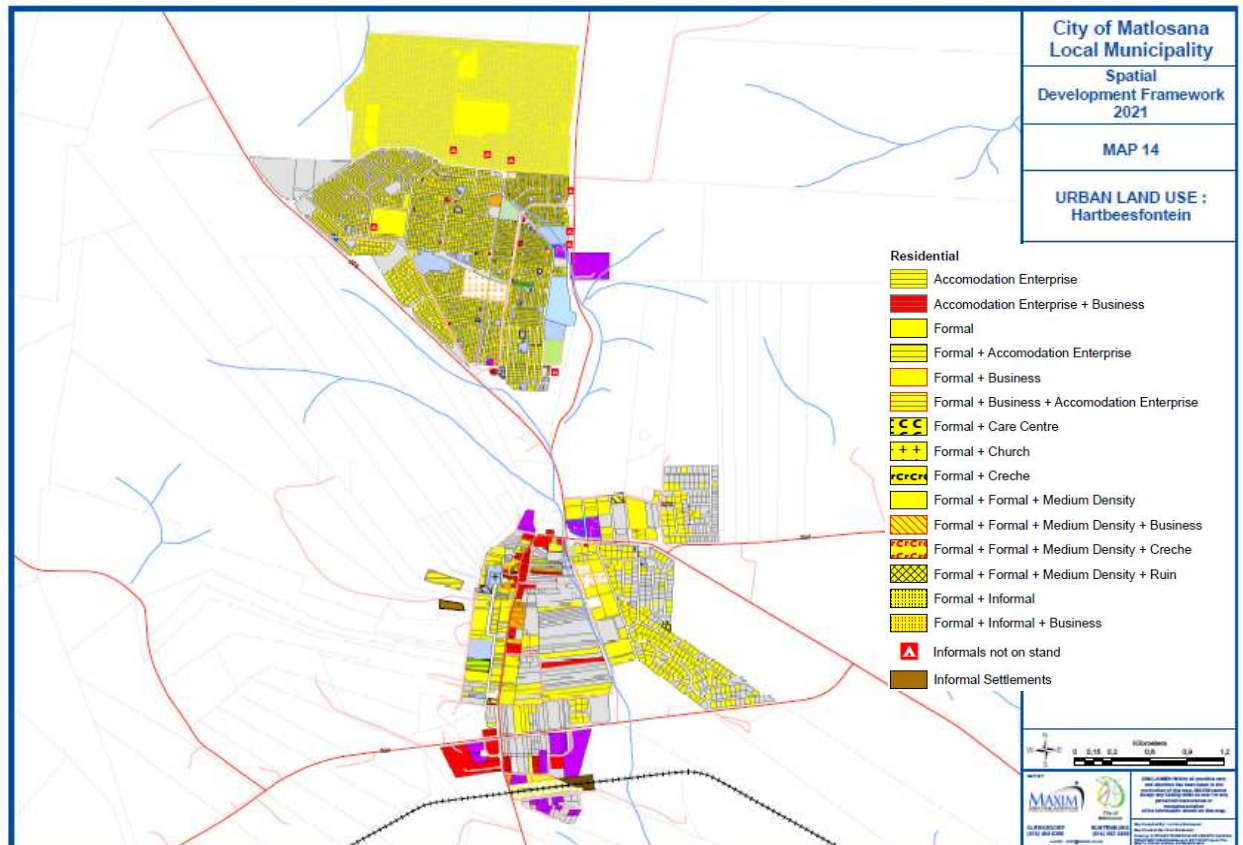 City of Matlosana
Local Municipality
Spatial
Development Framework
2021
MAP 14
URBAN LAND USE :
Hartbeesfontein
Residential
Accomodation Enterprise
Accomodation Enterprise + Business
Formal
Formal + Accomodation Enterprise
Formal + Business
Formal + Business + Accomodation Enterprise
Formal + Care Centre
Formal + Church
Formal + Creche
Formal + Formal + Medium Density
Formal + Formal + Medium Density + Business
Formal + Formal + Medium Density + Creche
Formal + Formal + Medium Density + Ruin
Formal + Informal
Formal + Informal + Business
Informals not on stand
Informal Settlements
N
W E
S
Kilometers
0 0,15 0,3 0,6 0,9 1,2
MAXIM
City of
KLERKSDORP
RUSTENBURG